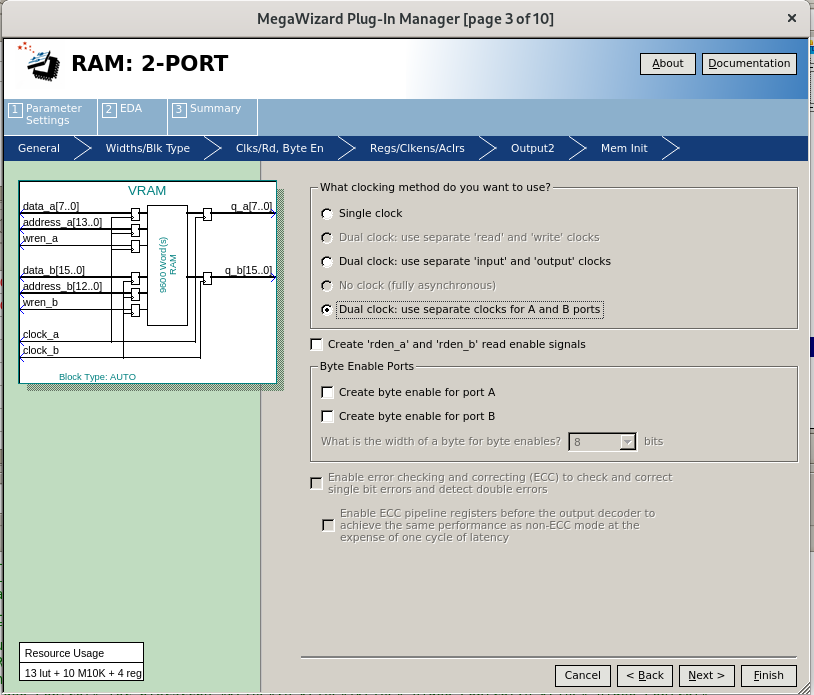 MegaWizard Plug-In Manager [page 3 of 10]
RAM: 2-PORT
About
Documentation
1 Parameter Settings
2 EDA
3 Summary
General
Widths/Blk Type
Clks/Rd, Byte En
Regs/Clkens/Aclrs
Output2
Mem Init
VRAM
data_a[7..0]
q_a[7..0]
address_a[13..0]
wren_a
data_b[15..0]
q_b[15..0]
address_b[12..0]
wren_b
9600 Word(s)
RAM
clock_a
clock_b
Block Type: AUTO
What clocking method do you want to use?
Single clock
Dual clock: use separate 'read' and 'write' clocks
Dual clock: use separate 'input' and 'output' clocks
No clock (fully asynchronous)
Dual clock: use separate clocks for A and B ports
Create 'rden_a' and 'rden_b' read enable signals
Byte Enable Ports
Create byte enable for port A
Create byte enable for port B
What is the width of a byte for byte enables? 8 bits
Enable error checking and correcting (ECC) to check and correct
single bit errors and detect double errors
Enable ECC pipeline registers before the output decoder to
achieve the same performance as non-ECC mode at the
expense of one cycle of latency
Resource Usage
13 lut + 10 M10K + 4 reg
Cancel
< Back
Next >
Finish